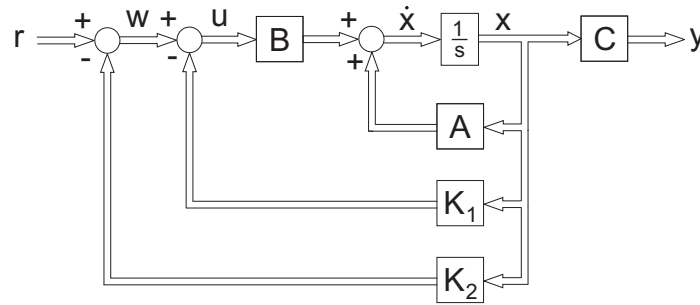 r + - w + - u B + + ẋ 1/s x C y
A
K₁
K₂